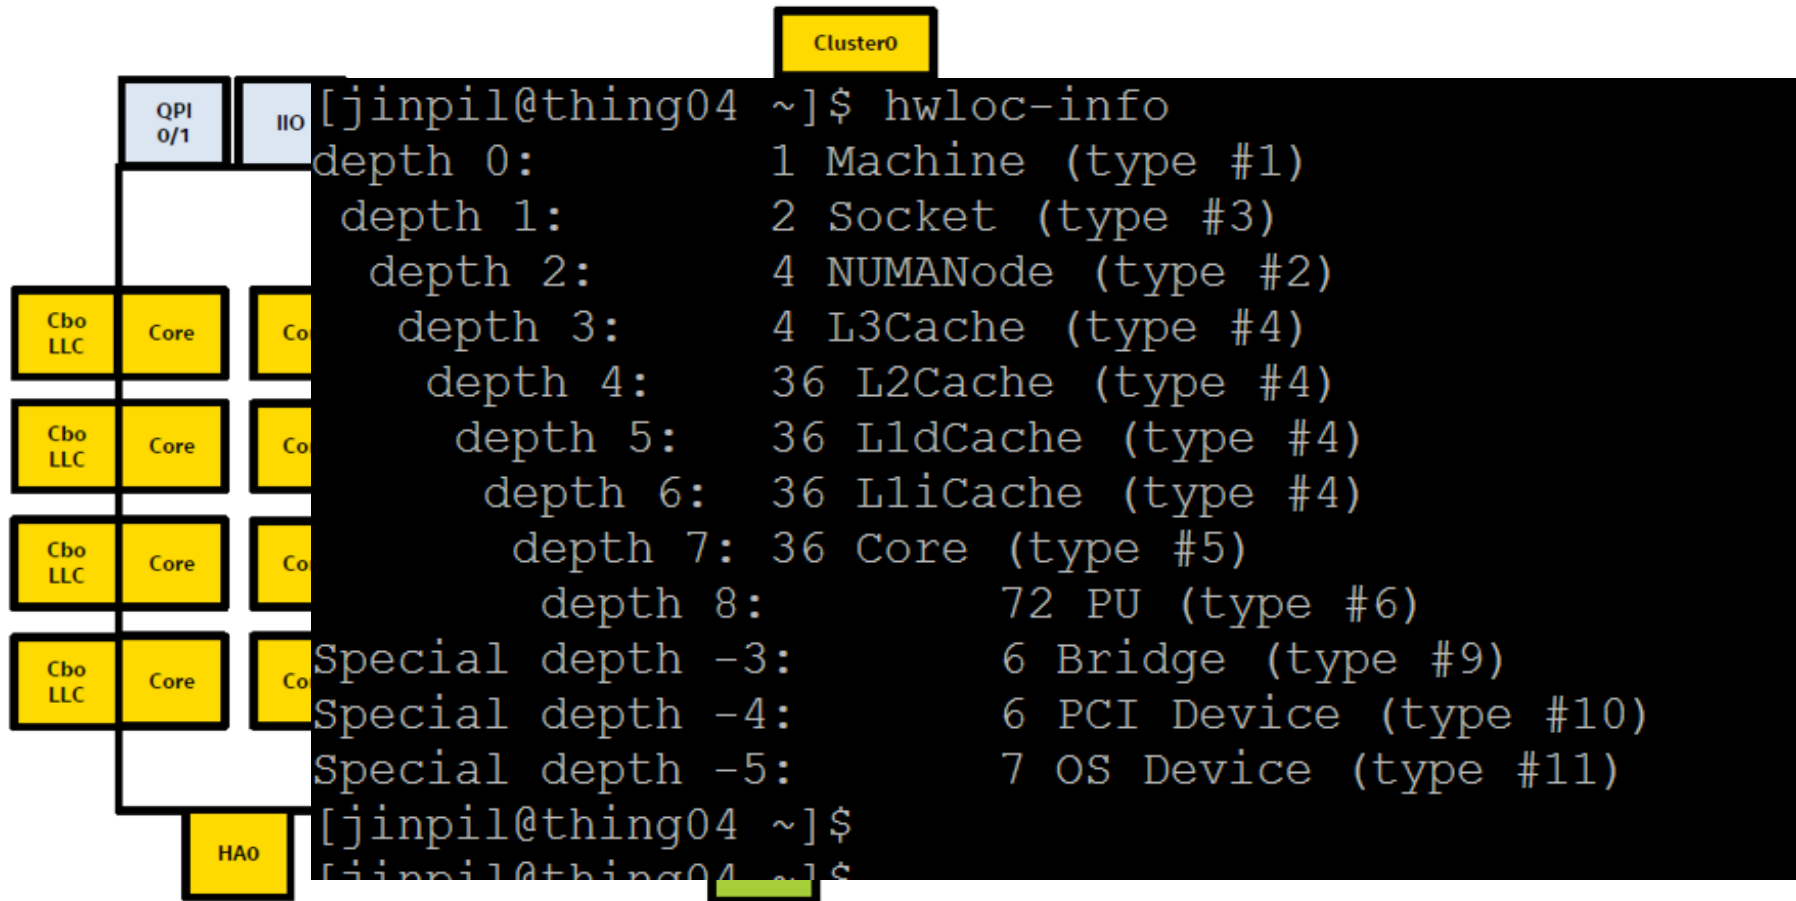 Cluster0
QPI
0/1
IIO
[jinpil@thing04 ~]$ hwloc-info
depth 0: 1 Machine (type #1)
depth 1: 2 Socket (type #3)
depth 2: 4 NUMANode (type #2)
depth 3: 4 L3Cache (type #4)
depth 4: 36 L2Cache (type #4)
depth 5: 36 L1dCache (type #4)
depth 6: 36 L1iCache (type #4)
depth 7: 36 Core (type #5)
depth 8: 72 PU (type #6)
Special depth -3: 6 Bridge (type #9)
Special depth -4: 6 PCI Device (type #10)
Special depth -5: 7 OS Device (type #11)
[jinpil@thing04 ~]$
[jinpil@thing04 ~]$
Cbo
LLC
Core
Cbo
LLC
Core
Cbo
LLC
Core
Cbo
LLC
Core
HA0